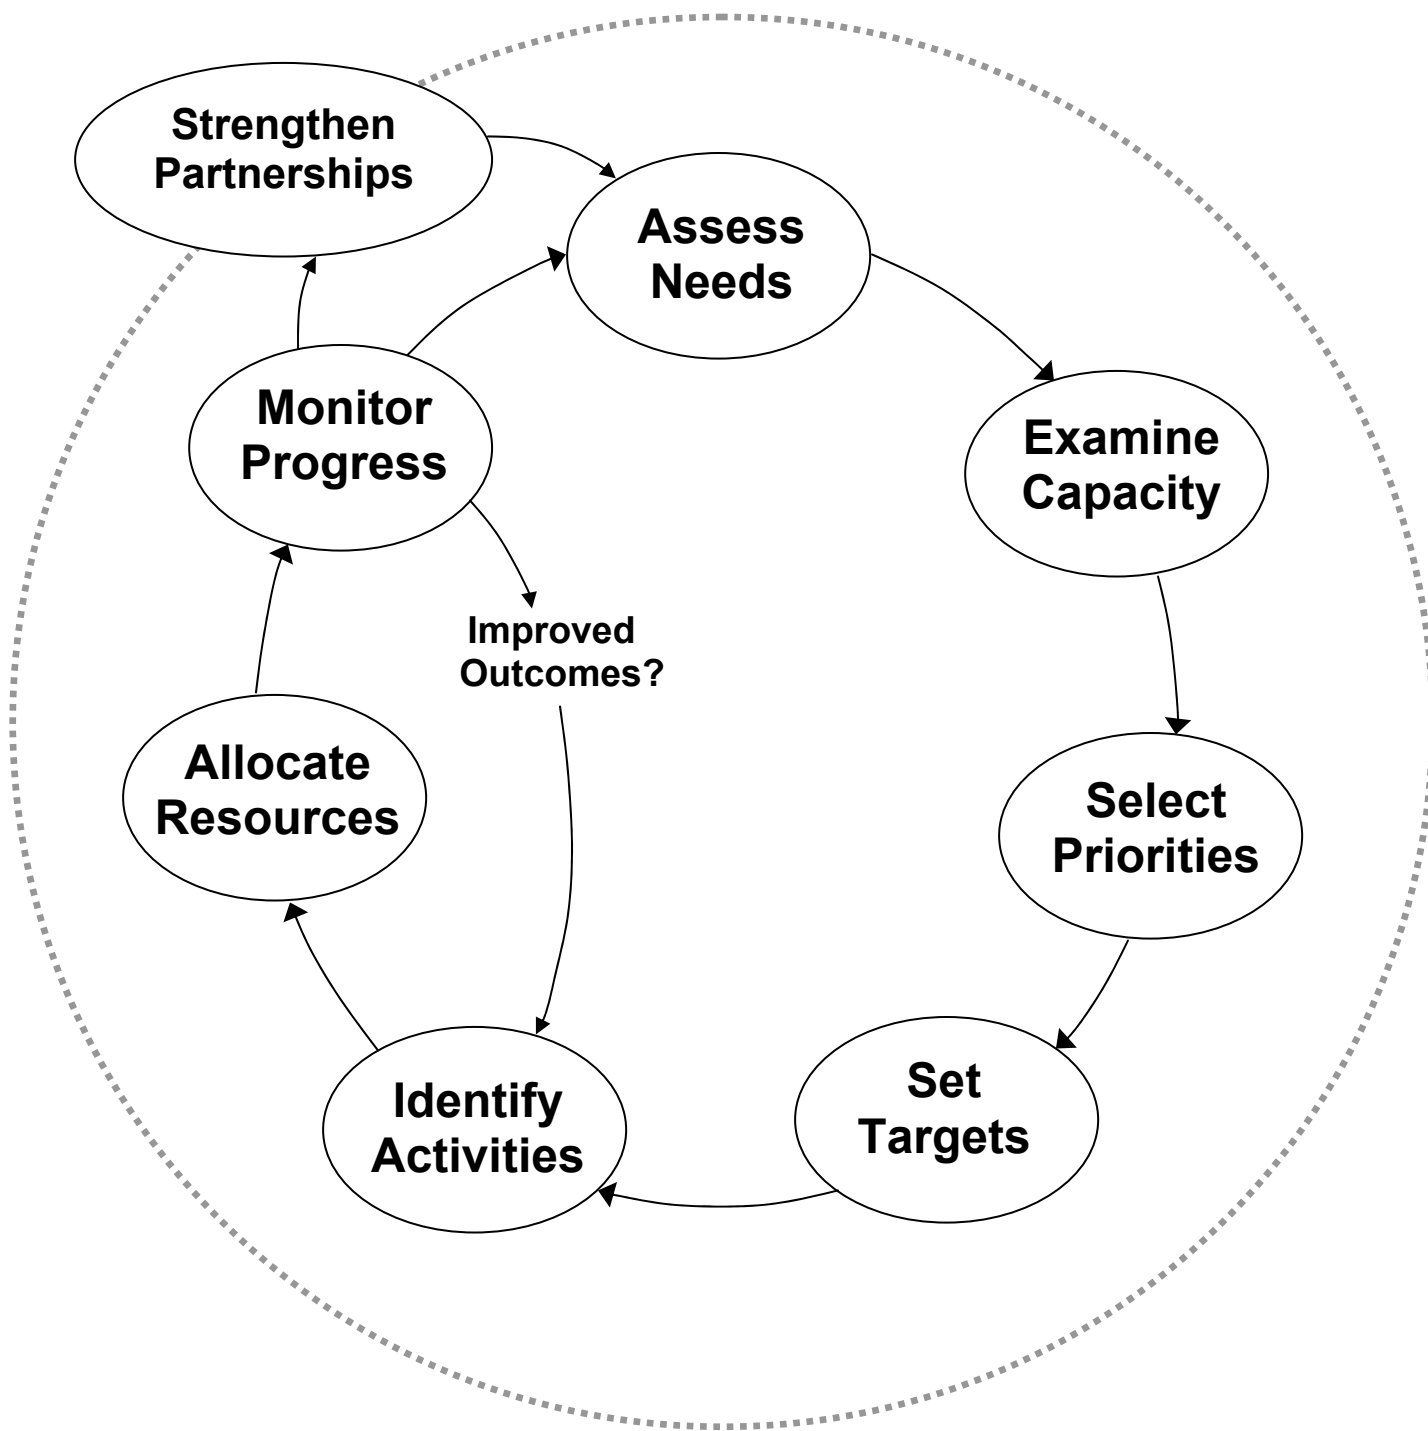 Strengthen
Partnerships
Assess
Needs
Monitor
Progress
Examine
Capacity
Improved
Outcomes?
Allocate
Resources
Select
Priorities
Identify
Activities
Set
Targets